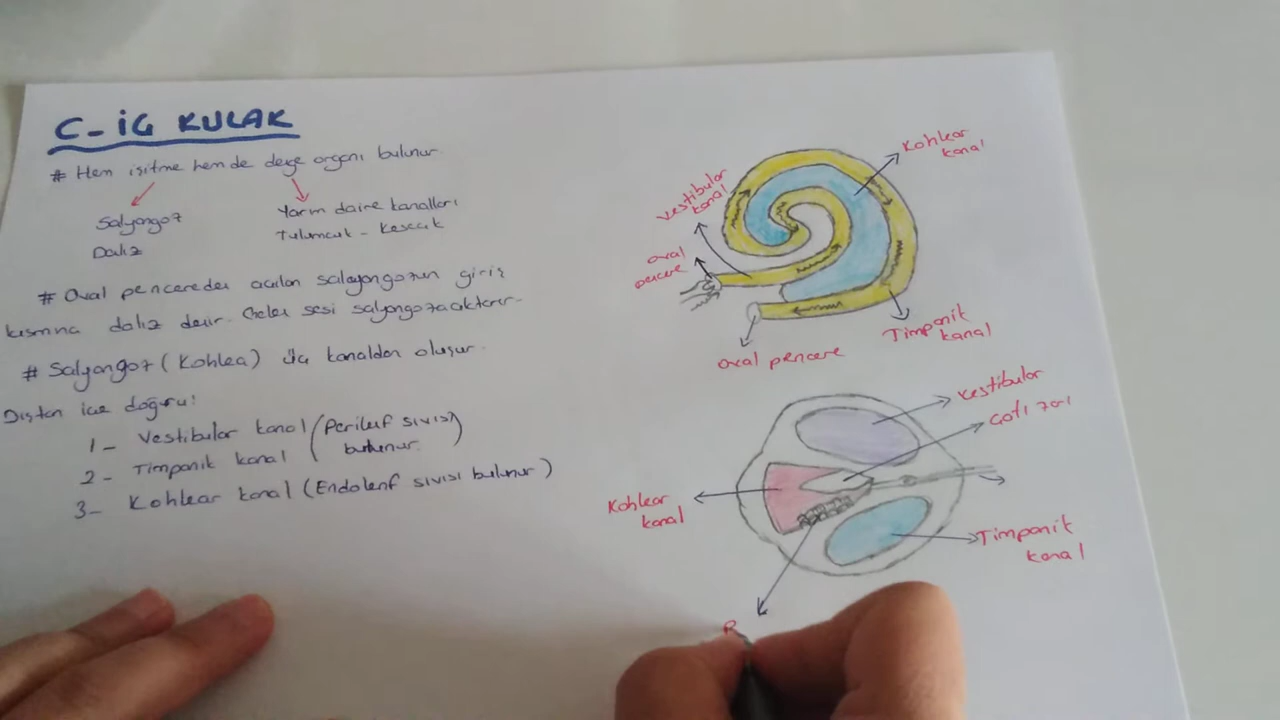 C- İÇ KULAK
# Hem işitme hem de denge organı bulunur.
Salyangoz
Dalız
Yarım daire kanalları
Tulumcuk - kesecik
# Oval pencereden açılan salyangozun giriş
kısmına dalız denir. Gelen sesi salyangoza aktarır.
# Salyangoz (Kohlea) üç kanaldan oluşur.
Dıştan içe doğru:
1- Vestibular kanal (Perilenf sıvısı
bulunur.)
2- Timpanik kanal
3- Kohlear kanal (Endolenf sıvısı bulunur)
Kohlear
kanal
Vestibular
kanal
oval
pencere
Timpanik
kanal
Oval pencere
Vestibular
Çatı zarı
Kohlear
kanal
Timpanik
kanal